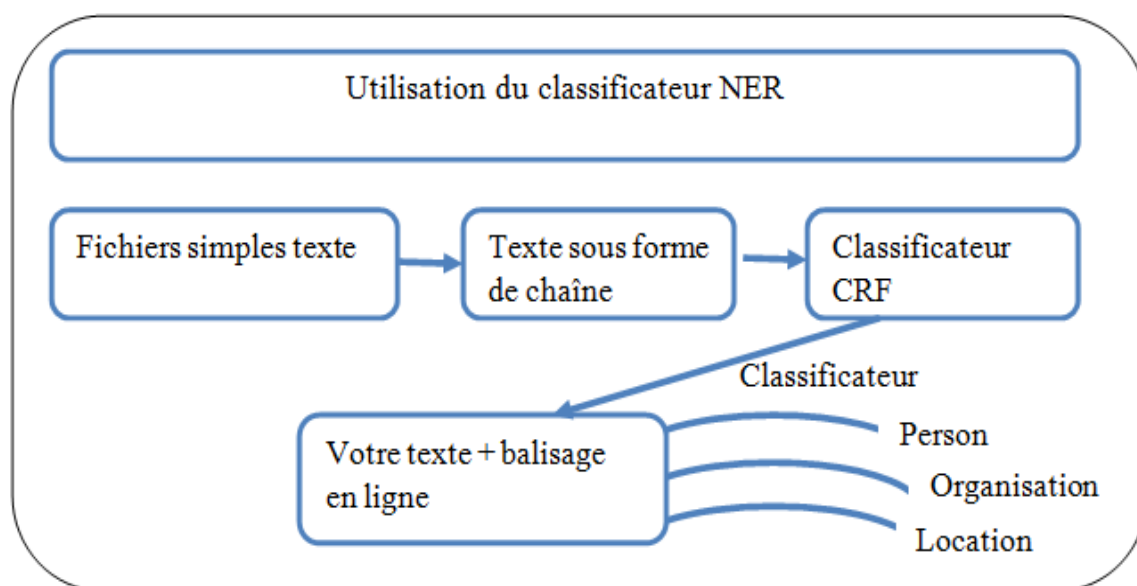 Utilisation du classificateur NER
Fichiers simples texte
Texte sous forme
de chaîne
Classificateur
CRF
Classificateur
Votre texte + balisage
en ligne
Person
Organisation
Location